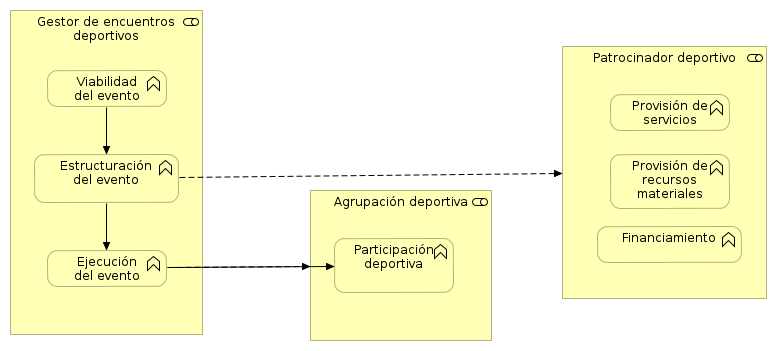 Gestor de encuentros
deportivos
Viabilidad
del evento
Estructuración
del evento
Ejecución
del evento
Agrupación deportiva
Participación
deportiva
Patrocinador deportivo
Provisión de
servicios
Provisión de
recursos
materiales
Financiamiento